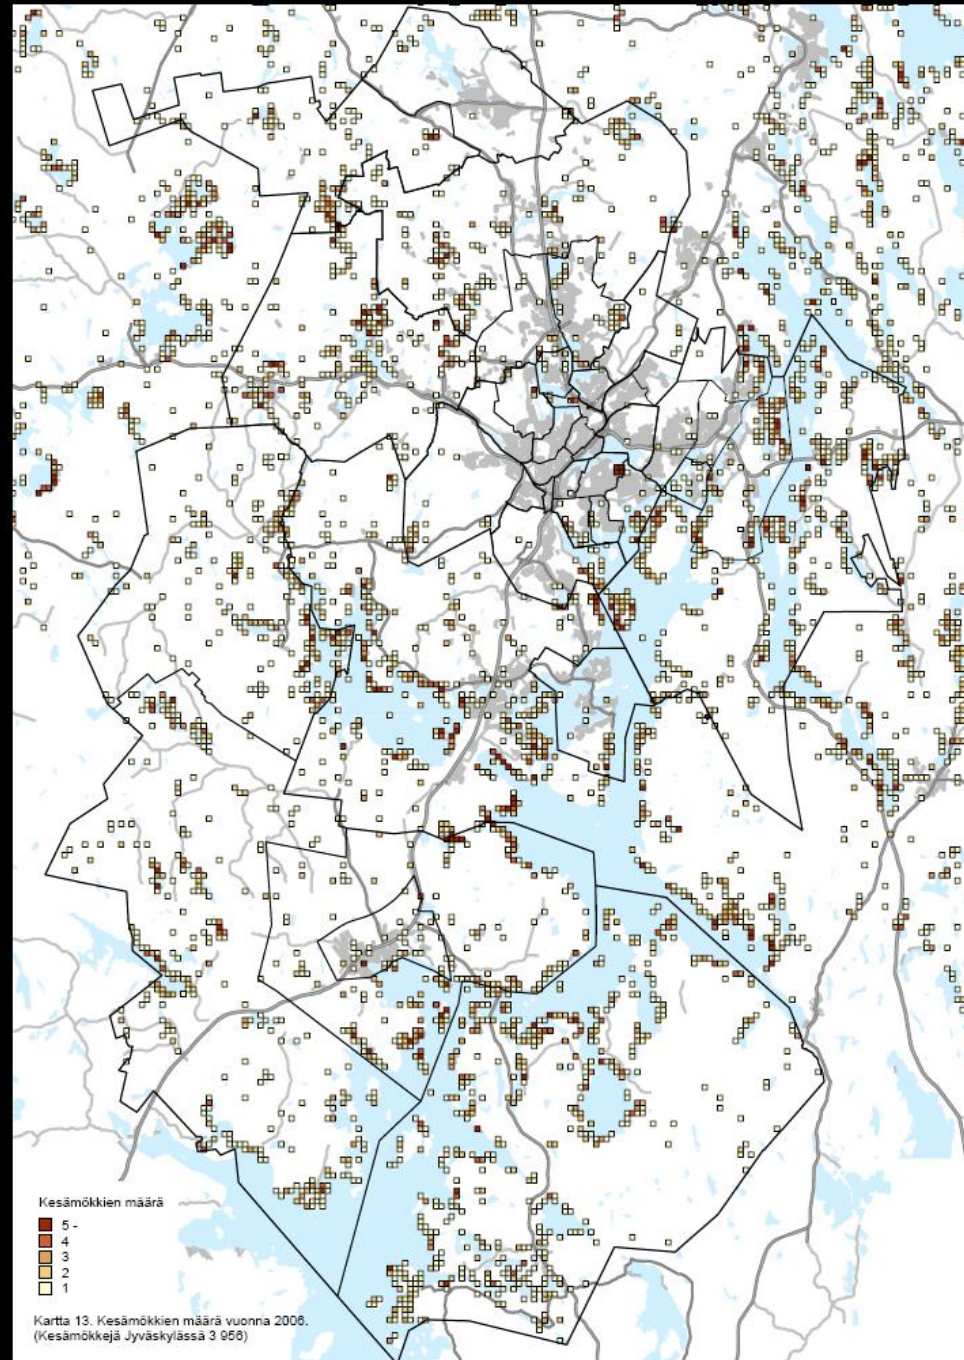 Kesämökkien määrä
5 -
4
3
2
1
Kartta 13. Kesämökkien määrä vuonna 2006.
(Kesämökkejä Jyväskylässä 3 956)